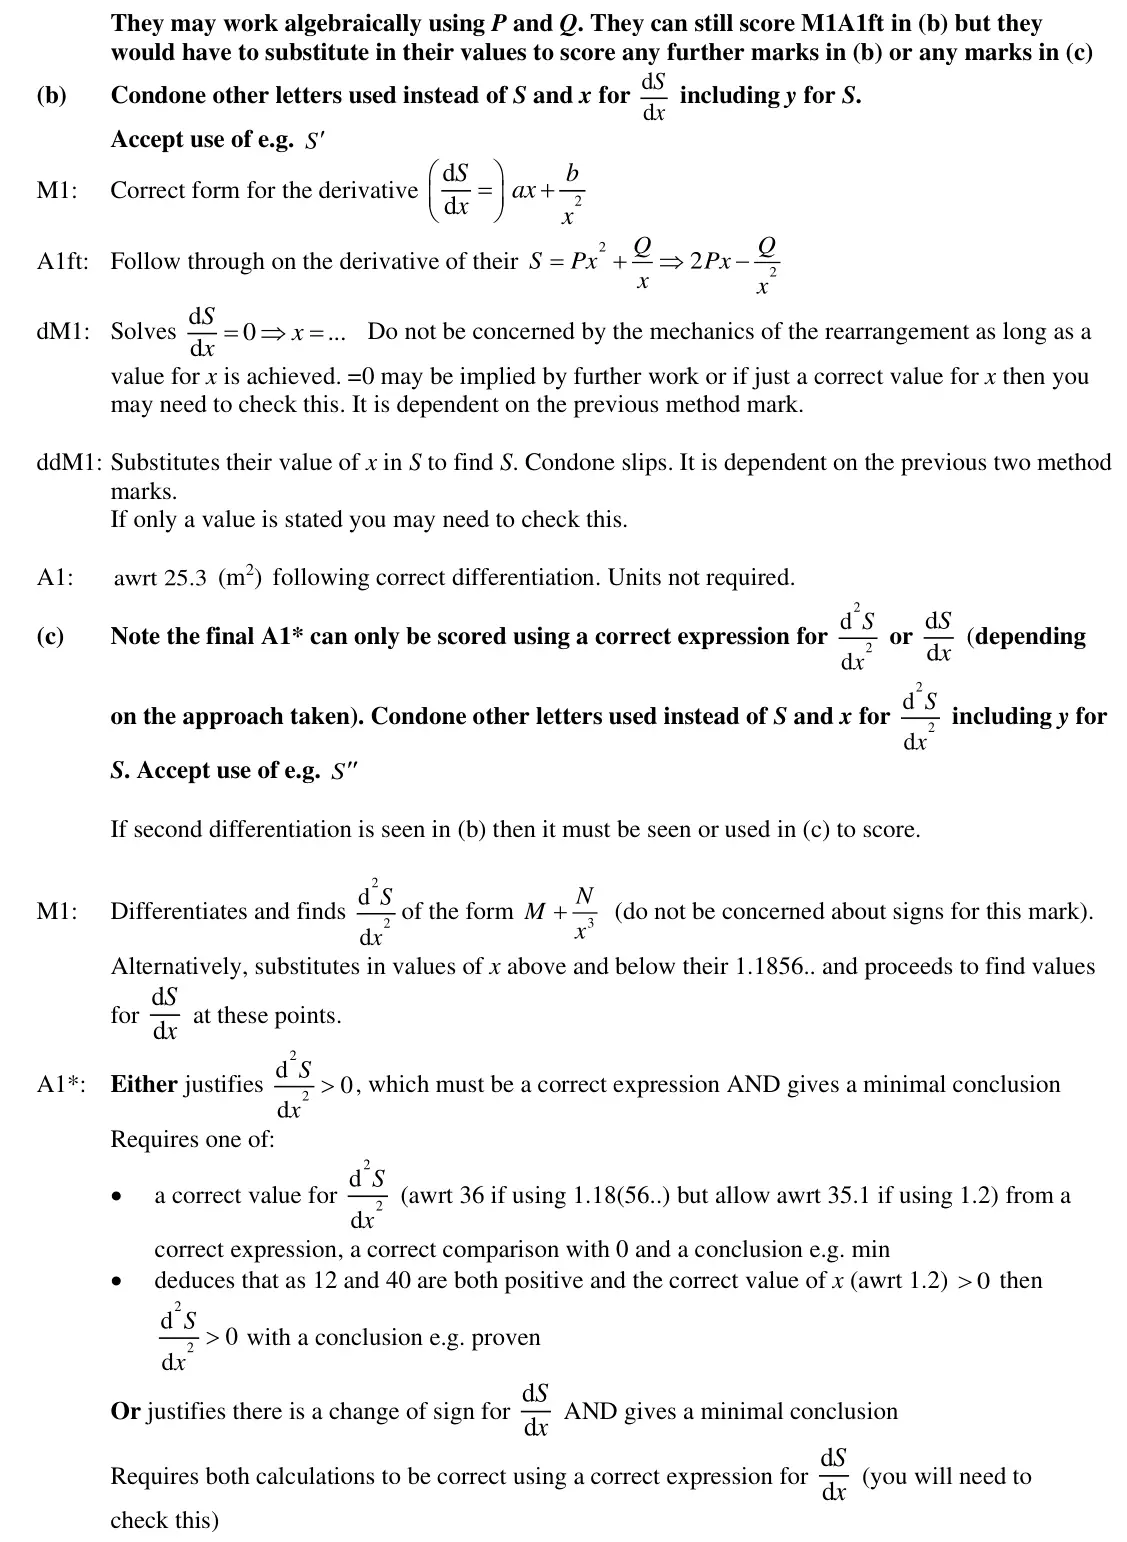 They may work algebraically using P and Q. They can still score M1A1ft in (b) but they
would have to substitute in their values to score any further marks in (b) or any marks in (c)
(b) Condone other letters used instead of S and x for dS/dx including y for S.
Accept use of e.g. S′
M1: Correct form for the derivative (dS/dx =) ax + b/x²
A1ft: Follow through on the derivative of their S = Px² + Q/x ⇒ 2Px − Q/x²
dM1: Solves dS/dx = 0 ⇒ x = ... Do not be concerned by the mechanics of the rearrangement as long as a
value for x is achieved. =0 may be implied by further work or if just a correct value for x then you
may need to check this. It is dependent on the previous method mark.
ddM1: Substitutes their value of x in S to find S. Condone slips. It is dependent on the previous two method
marks.
If only a value is stated you may need to check this.
A1: awrt 25.3 (m²) following correct differentiation. Units not required.
(c) Note the final A1* can only be scored using a correct expression for d²S/dx² or dS/dx (depending
on the approach taken). Condone other letters used instead of S and x for d²S/dx² including y for
S. Accept use of e.g. S″
If second differentiation is seen in (b) then it must be seen or used in (c) to score.
M1: Differentiates and finds d²S/dx² of the form M + N/x³ (do not be concerned about signs for this mark).
Alternatively, substitutes in values of x above and below their 1.1856.. and proceeds to find values
for dS/dx at these points.
A1*: Either justifies d²S/dx² > 0, which must be a correct expression AND gives a minimal conclusion
Requires one of:
• a correct value for d²S/dx² (awrt 36 if using 1.18(56..) but allow awrt 35.1 if using 1.2) from a
correct expression, a correct comparison with 0 and a conclusion e.g. min
• deduces that as 12 and 40 are both positive and the correct value of x (awrt 1.2) > 0 then
d²S/dx² > 0 with a conclusion e.g. proven
Or justifies there is a change of sign for dS/dx AND gives a minimal conclusion
Requires both calculations to be correct using a correct expression for dS/dx (you will need to
check this)